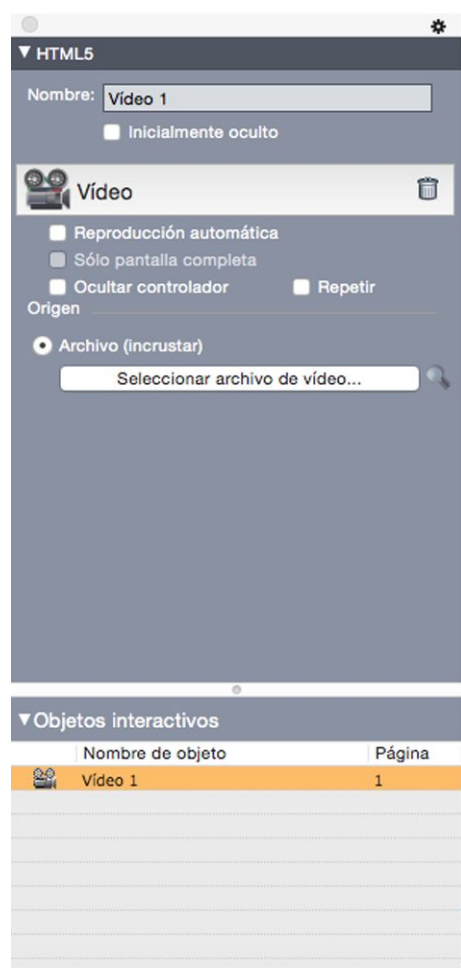 HTML5
Nombre: Vídeo 1
Inicialmente oculto
Vídeo
Reproducción automática
Sólo pantalla completa
Ocultar controlador Repetir
Origen
Archivo (incrustar)
Seleccionar archivo de vídeo...
Objetos interactivos
Nombre de objeto Página
Vídeo 1 1